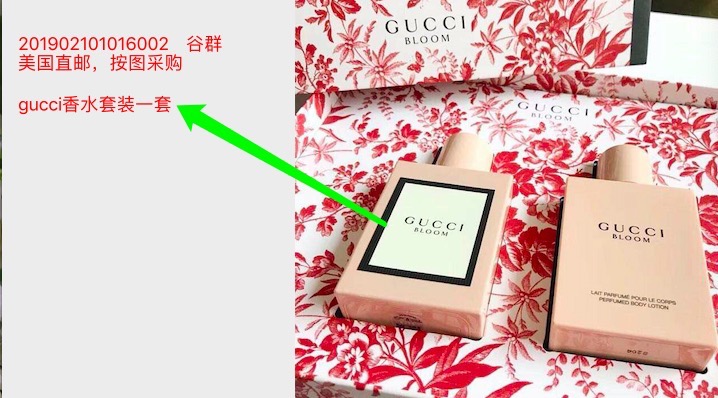 201902101016002 谷群
美国直邮，按图采购
gucci香水套装一套
GUCCI
BLOOM
GUCCI
BLOOM
GUCCI
BLOOM
GUCCI
BLOOM
LAIT PARFUMÉ POUR LE CORPS
PERFUMED BODY LOTION